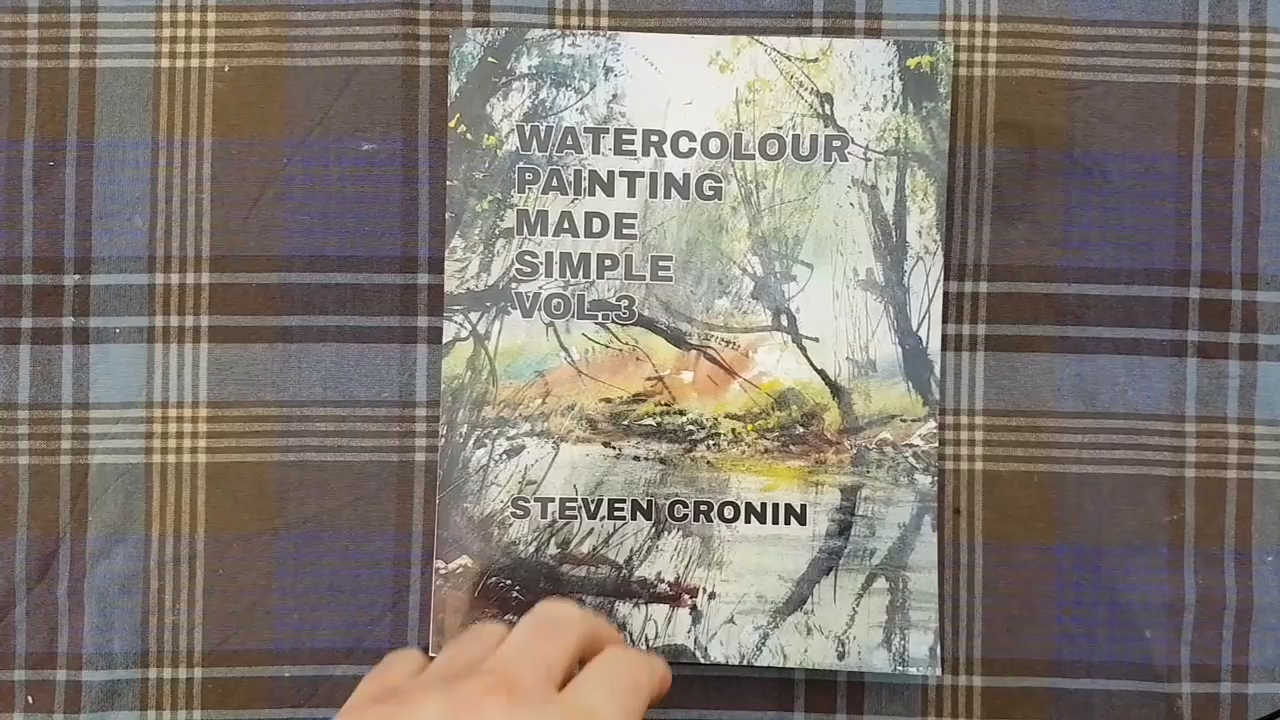 WATERCOLOUR
PAINTING
MADE
SIMPLE
VOL.3
STEVEN CRONIN